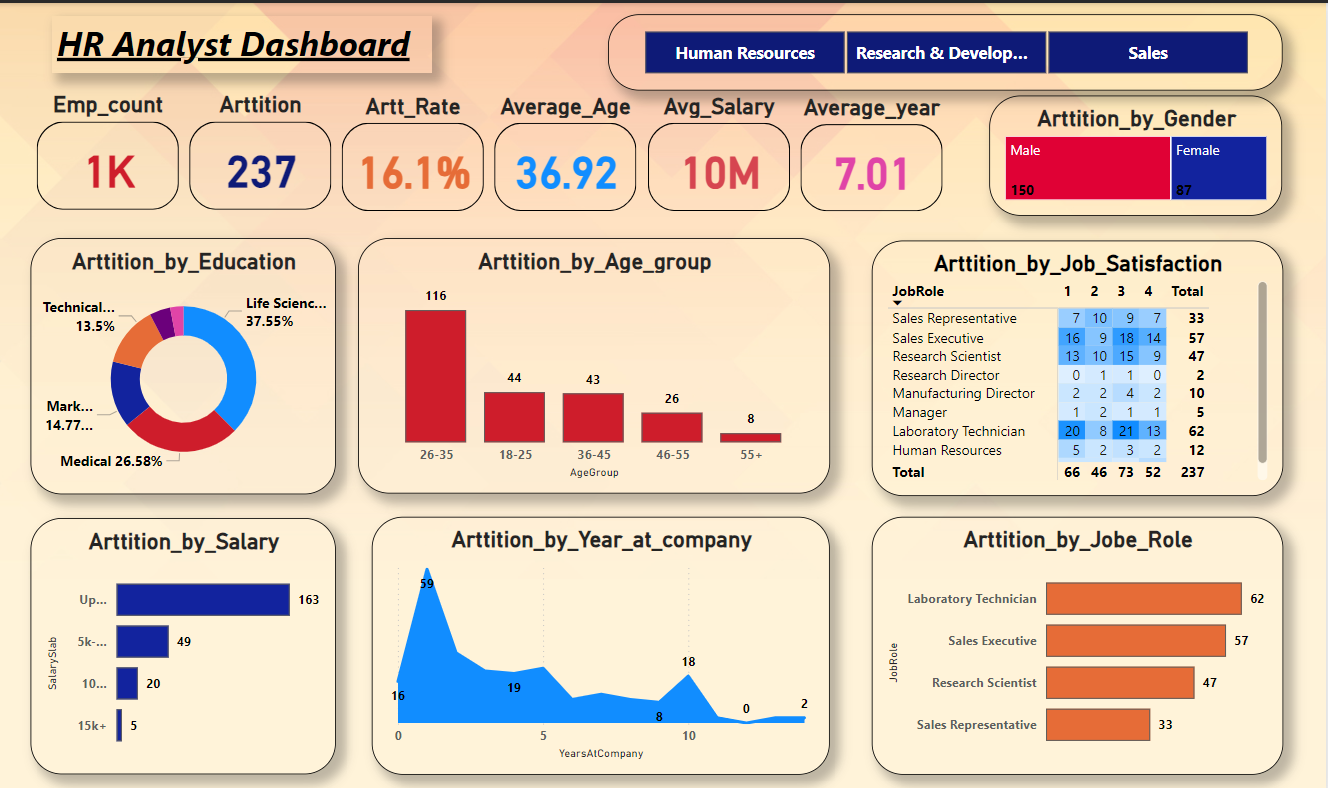 HR Analyst Dashboard
Human Resources
Research & Develop...
Sales
Emp_count
1K
Arttition
237
Artt_Rate
16.1%
Average_Age
36.92
Avg_Salary
10M
Average_year
7.01
Arttition_by_Gender
Male
150
Female
87
Arttition_by_Education
Life Scienc...
37.55%
Technical...
13.5%
Mark...
14.77...
Medical 26.58%
Arttition_by_Age_group
116
44
43
26
8
26-35 18-25 36-45 46-55 55+
AgeGroup
Arttition_by_Job_Satisfaction
JobRole 1 2 3 4 Total
Sales Representative 7 10 9 7 33
Sales Executive 16 9 18 14 57
Research Scientist 13 10 15 9 47
Research Director 0 1 1 0 2
Manufacturing Director 2 2 4 2 10
Manager 1 2 1 1 5
Laboratory Technician 20 8 21 13 62
Human Resources 5 2 3 2 12
Total 66 46 73 52 237
Arttition_by_Salary
SalarySlab
Up... 163
5k-... 49
10... 20
15k+ 5
Arttition_by_Year_at_company
59
16
19
8
18
0
2
0 5 10
YearsAtCompany
Arttition_by_Jobe_Role
JobRole
Laboratory Technician 62
Sales Executive 57
Research Scientist 47
Sales Representative 33